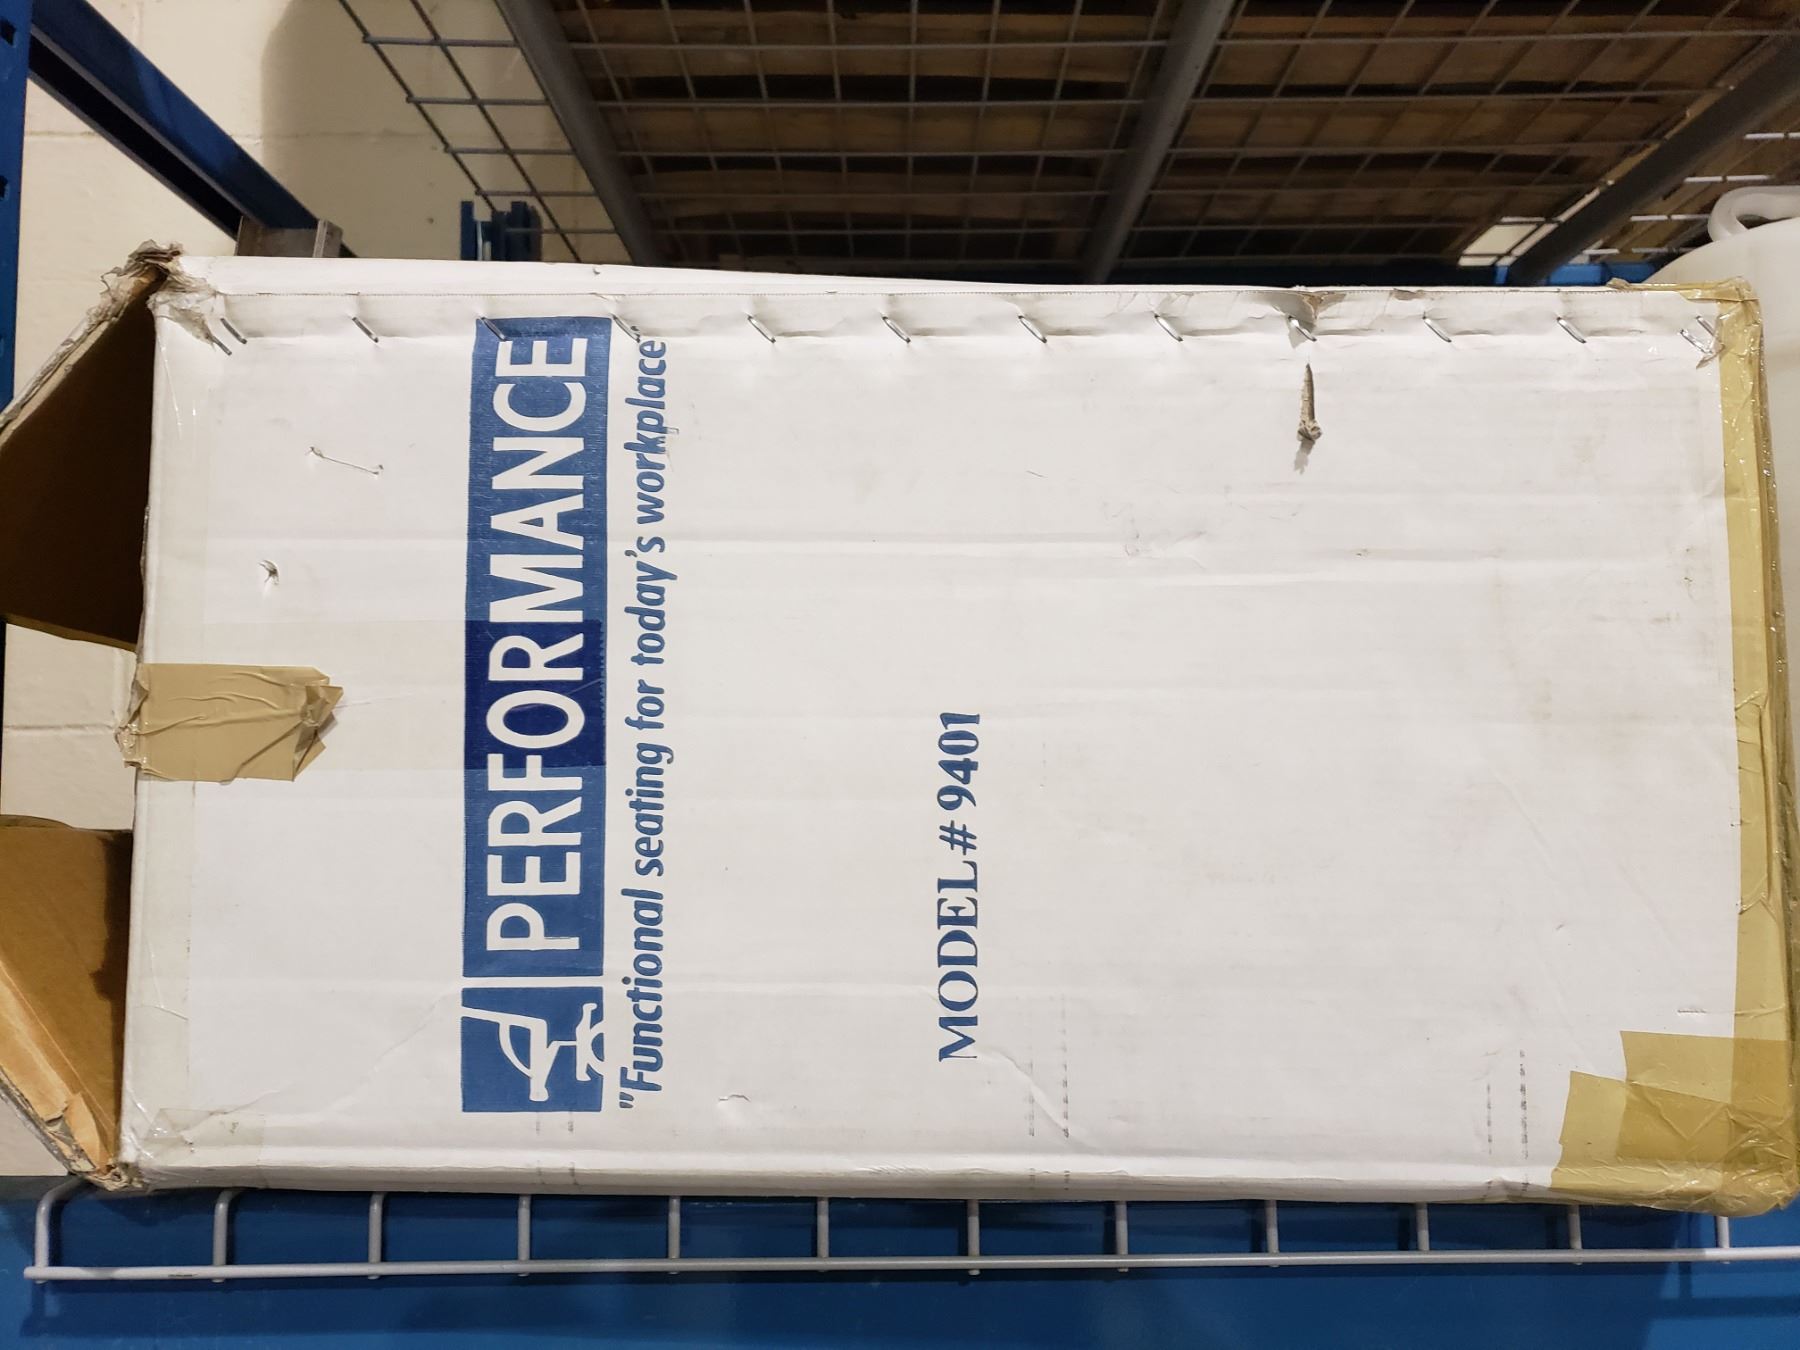 PERFORMANCE
"Functional seating for today's workplace"
MODEL# 9401